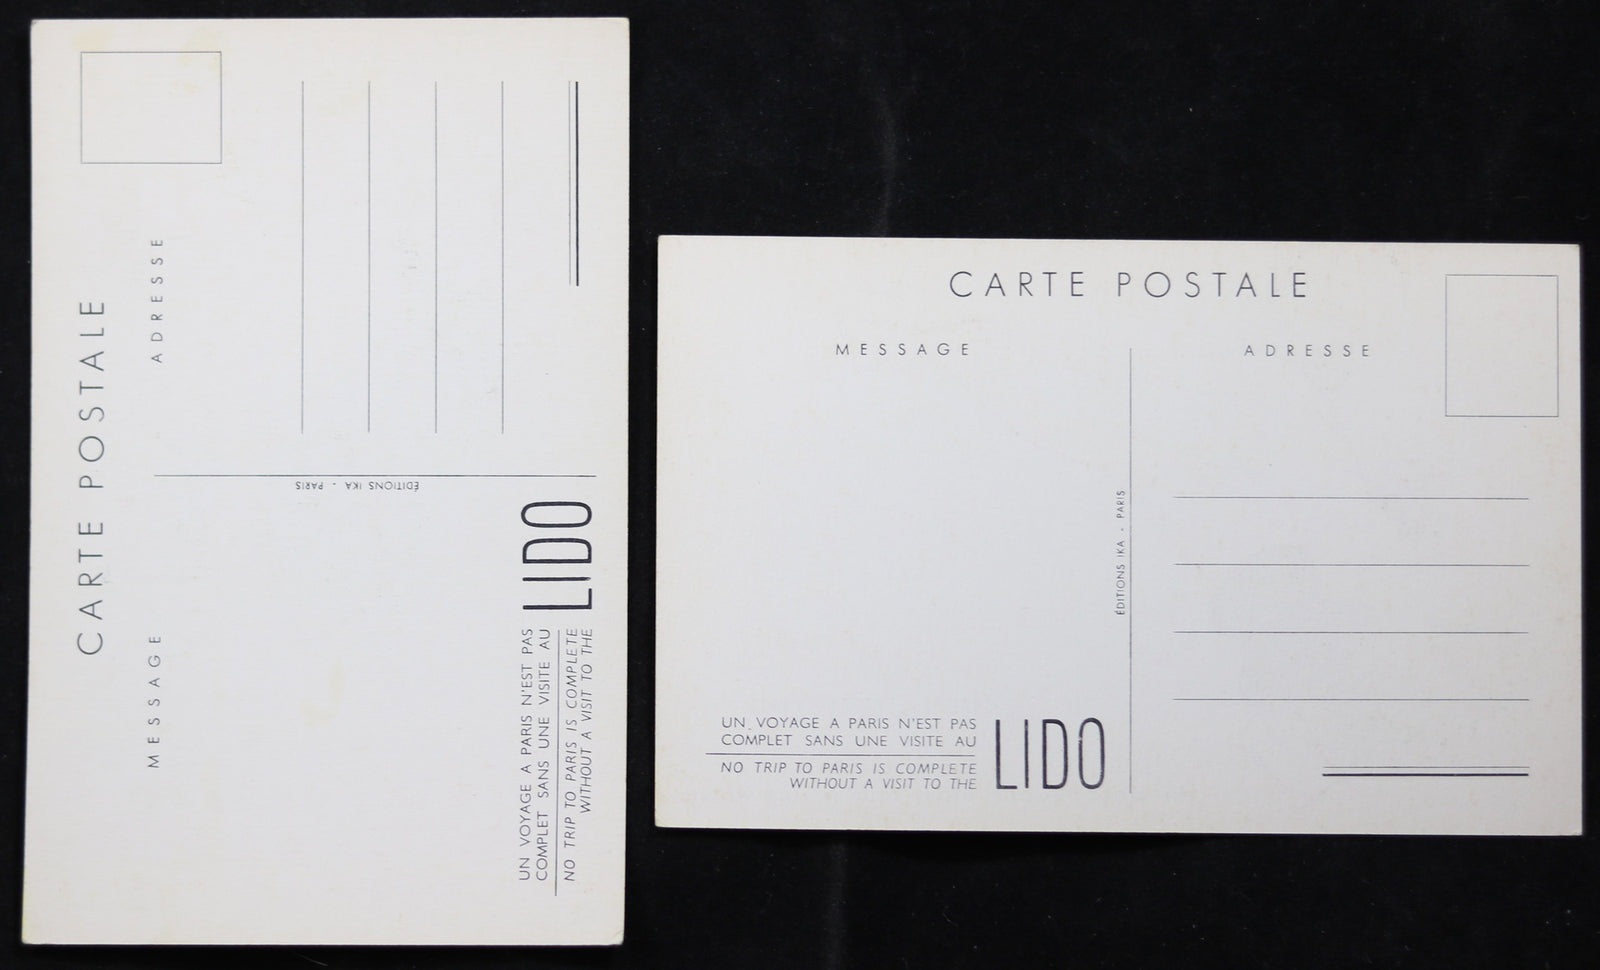 CARTE POSTALE
ADRESSE
MESSAGE
ÉDITIONS IKA - PARIS
UN VOYAGE A PARIS N'EST PAS
COMPLET SANS UNE VISITE AU
NO TRIP TO PARIS IS COMPLETE
WITHOUT A VISIT TO THE
LIDO
CARTE POSTALE
MESSAGE
ADRESSE
ÉDITIONS IKA - PARIS
UN VOYAGE A PARIS N'EST PAS
COMPLET SANS UNE VISITE AU
NO TRIP TO PARIS IS COMPLETE
WITHOUT A VISIT TO THE
LIDO